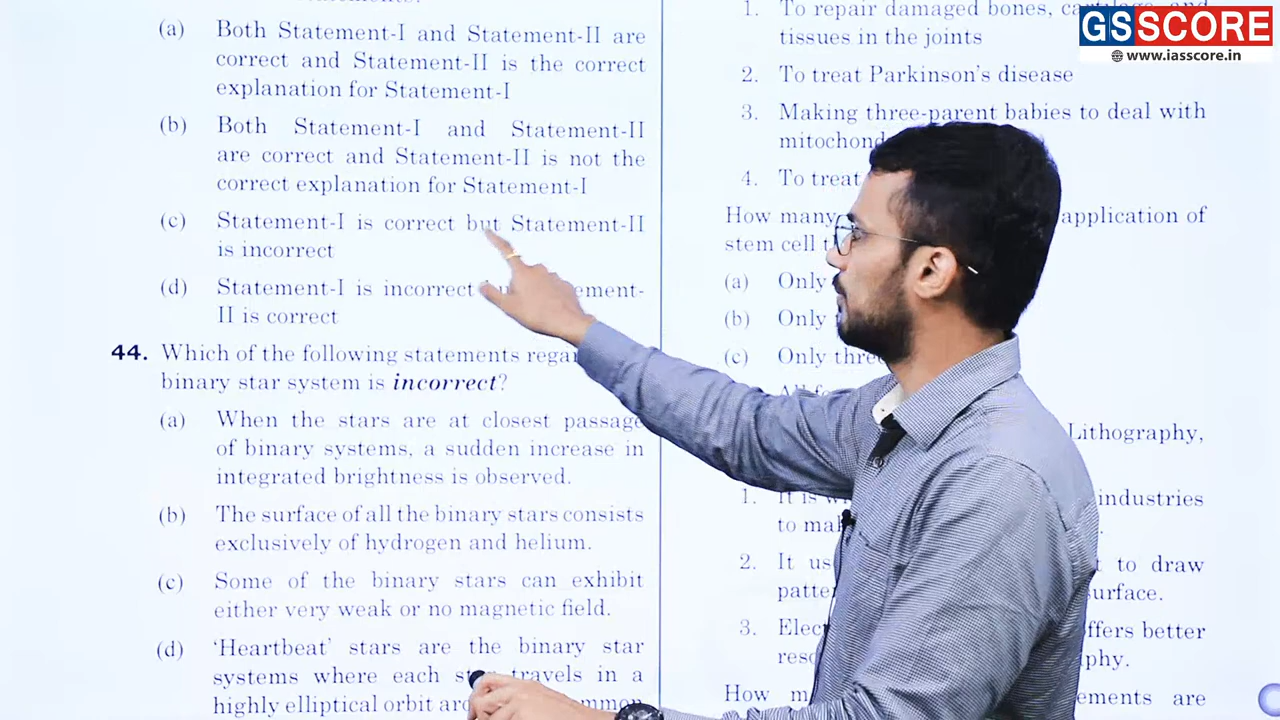 (a) Both Statement-I and Statement-II are
correct and Statement-II is the correct
explanation for Statement-I
(b) Both Statement-I and Statement-II
are correct and Statement-II is not the
correct explanation for Statement-I
(c) Statement-I is correct but Statement-II
is incorrect
(d) Statement-I is incorrect
II is correct
44. Which of the following statements
binary star system is incorrect?
(a) When the stars are at closest passage
of binary systems, a sudden increase in
integrated brightness is observed.
(b) The surface of all the binary stars consists
exclusively of hydrogen and helium.
(c) Some of the binary stars can exhibit
either very weak or no magnetic field.
(d) 'Heartbeat' stars are the binary star
systems where each travels in a
highly elliptical orbit
1. To repair damaged bones, and
tissues in the joints
2. To treat Parkinson's disease
3. Making three-parent babies to deal with
4. To treat
How many application of
stem cell
(a) Only
(b) Only
(c) Only three
Lithography,
1. It is industries
to
2. It to draw
3. better
How
GSSCORE
www.iasscore.in